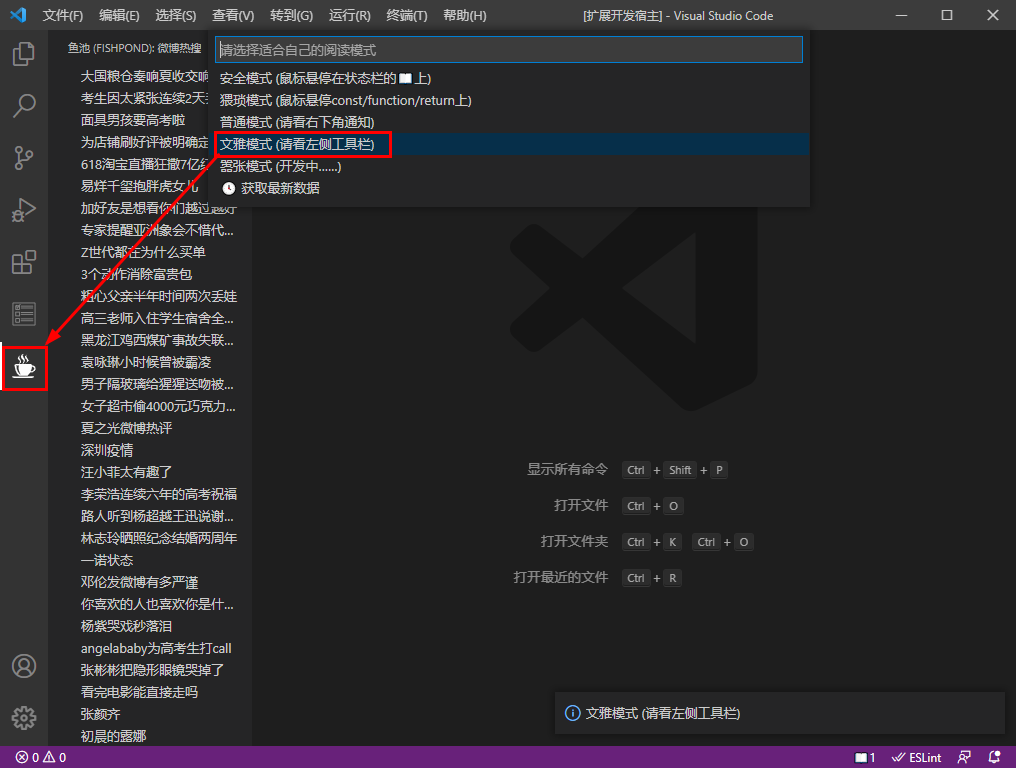 文件(F) 编辑(E) 选择(S) 查看(V) 转到(G) 运行(R) 终端(T) 帮助(H) [扩展开发宿主] - Visual Studio Code
鱼池 (FISHPOND): 微博热搜
请选择适合自己的阅读模式
安全模式 (鼠标悬停在状态栏的📖上)
猥琐模式 (鼠标悬停const/function/return上)
普通模式 (请看右下角通知)
文雅模式 (请看左侧工具栏)
嚣张模式 (开发中......)
获取最新数据
大国粮仓奏响夏收交响
考生因太紧张连续2天
面具男孩要高考啦
为店铺刷好评被明确定
618淘宝直播狂撒7亿红
易烊千玺抱胖虎女儿
加好友是想看你们越过越好
专家提醒亚洲象会不惜代...
Z世代都在为什么买单
3个动作消除富贵包
粗心父亲半年时间两次丢娃
高三老师入住学生宿舍全...
黑龙江鸡西煤矿事故失联...
袁咏琳小时候曾被霸凌
男子隔玻璃给猩猩送吻被...
女子超市偷4000元巧克力...
夏之光微博热评
深圳疫情
汪小菲太有趣了
李荣浩连续六年的高考祝福
路人听到杨超越王迅说谢...
林志玲晒照纪念结婚两周年
一诺状态
邓伦发微博有多严谨
你喜欢的人也喜欢你是什...
杨紫哭戏秒落泪
angelababy为高考生打call
张彬彬把隐形眼镜哭掉了
看完电影能直接走吗
张颜齐
初晨的露娜
显示所有命令 Ctrl + Shift + P
打开文件 Ctrl + O
打开文件夹 Ctrl + K Ctrl + O
打开最近的文件 Ctrl + R
文雅模式 (请看左侧工具栏)
0 0 1 ESLint